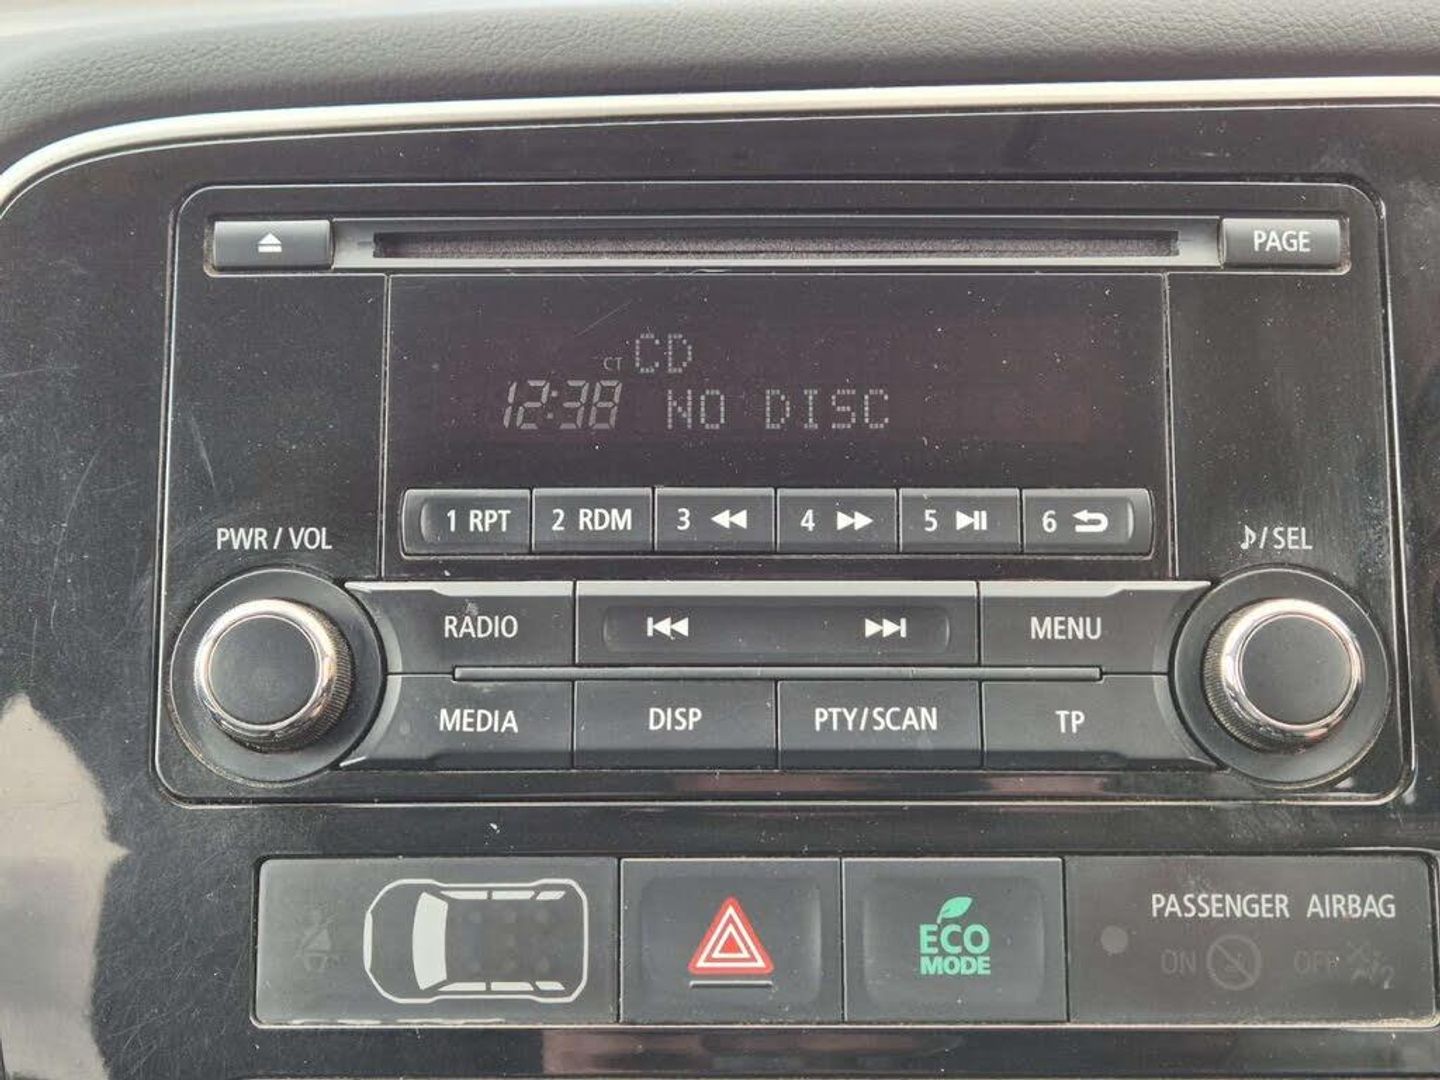 PAGE
CT CD
12:38 NO DISC
1 RPT 2 RDM 3 4 5 6
PWR / VOL
/ SEL
RADIO MENU
MEDIA DISP PTY/SCAN TP
PASSENGER AIRBAG
ECO
MODE
ON OFF